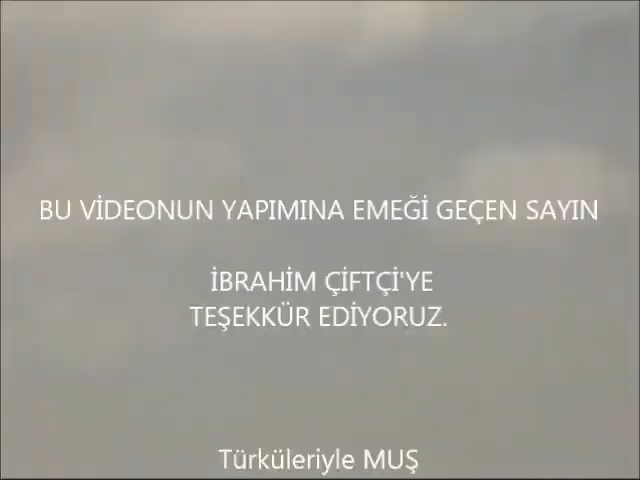 BU VİDEONUN YAPIMINA EMEĞİ GEÇEN SAYIN
İBRAHİM ÇİFTÇİ'YE
TEŞEKKÜR EDİYORUZ.
Türküleriyle MUŞ